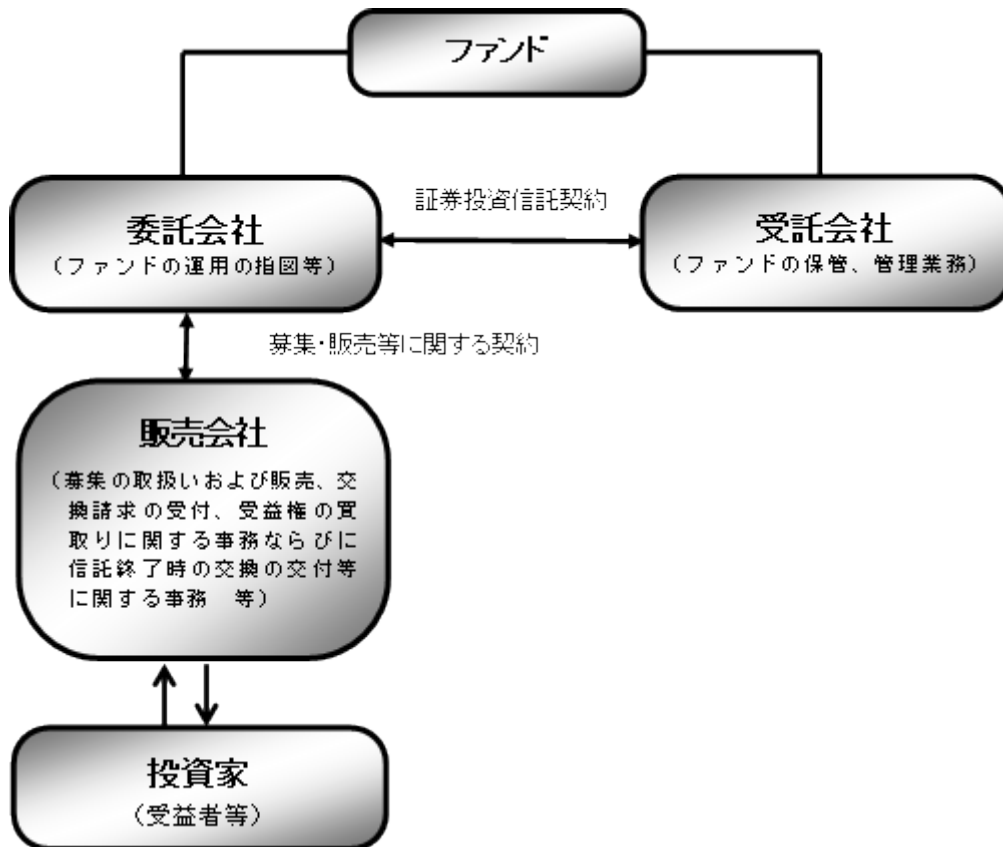 ファンド
証券投資信託契約
委託会社
(ファンドの運用の指図等)
受託会社
(ファンドの保管、管理業務)
募集・販売等に関する契約
販売会社
(募集の取扱いおよび販売、交
換請求の受付、受益権の買
取りに関する事務ならびに
信託終了時の交換の交付等
に関する事務 等)
投資家
(受益者等)